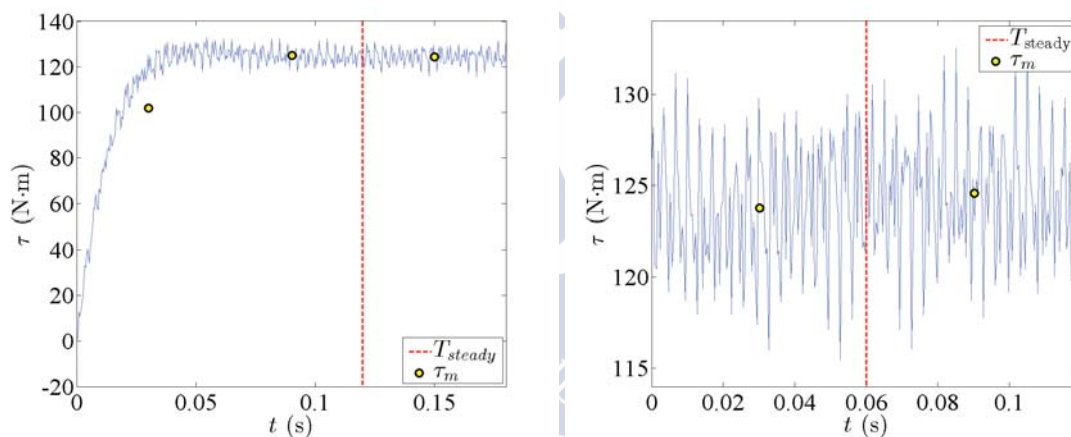 140
120
100
80
60
40
20
0
-20
τ (N·m)
0 0.05 0.1 0.15
t (s)
T_steady
τ_m
130
125
120
115
τ (N·m)
0 0.02 0.04 0.06 0.08 0.1
t (s)
T_steady
τ_m